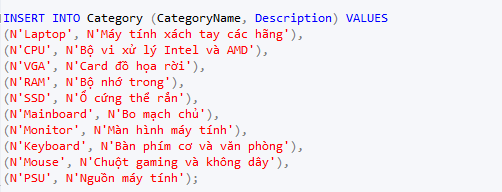 INSERT INTO Category (CategoryName, Description) VALUES
(N'Laptop', N'Máy tính xách tay các hãng'),
(N'CPU', N'Bộ vi xử lý Intel và AMD'),
(N'VGA', N'Card đồ họa rời'),
(N'RAM', N'Bộ nhớ trong'),
(N'SSD', N'Ổ cứng thể rắn'),
(N'Mainboard', N'Bo mạch chủ'),
(N'Monitor', N'Màn hình máy tính'),
(N'Keyboard', N'Bàn phím cơ và văn phòng'),
(N'Mouse', N'Chuột gaming và không dây'),
(N'PSU', N'Nguồn máy tính');